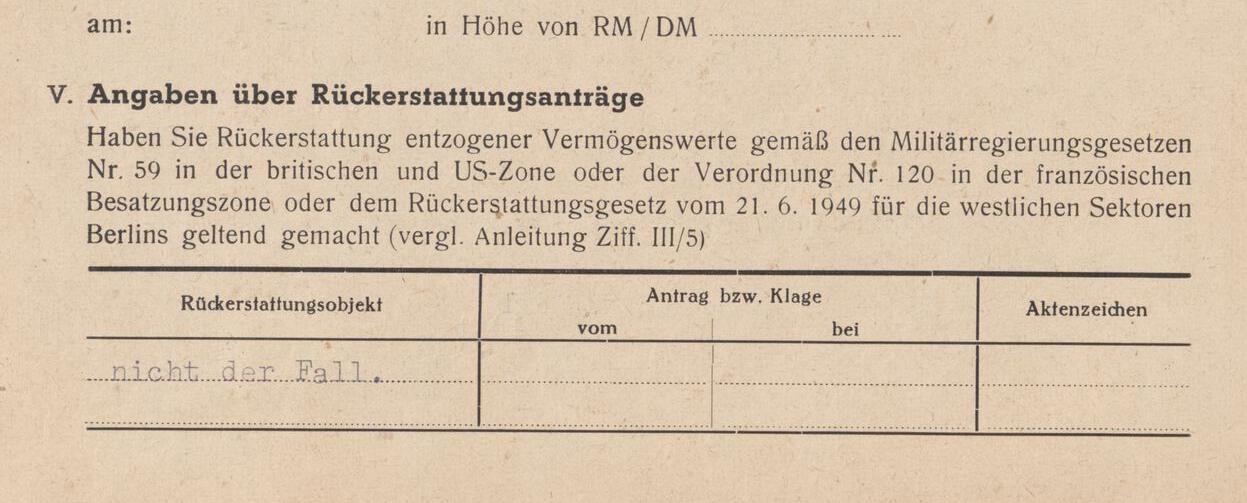 am: in Höhe von RM / DM
V. Angaben über Rückerstattungsanträge
Haben Sie Rückerstattung entzogener Vermögenswerte gemäß den Militärregierungsgesetzen
Nr. 59 in der britischen und US-Zone oder der Verordnung Nr. 120 in der französischen
Besatzungszone oder dem Rückerstattungsgesetz vom 21. 6. 1949 für die westlichen Sektoren
Berlins geltend gemacht (vergl. Anleitung Ziff. III/5)
Rückerstattungsobjekt Antrag bzw. Klage Aktenzeichen
vom bei
nicht der Fall.